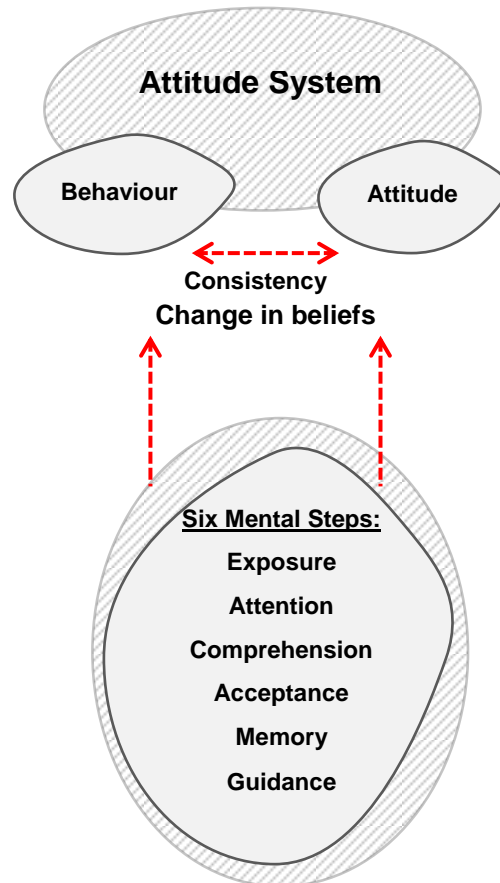 Attitude System
Behaviour
Attitude
Consistency
Change in beliefs
Six Mental Steps:
Exposure
Attention
Comprehension
Acceptance
Memory
Guidance